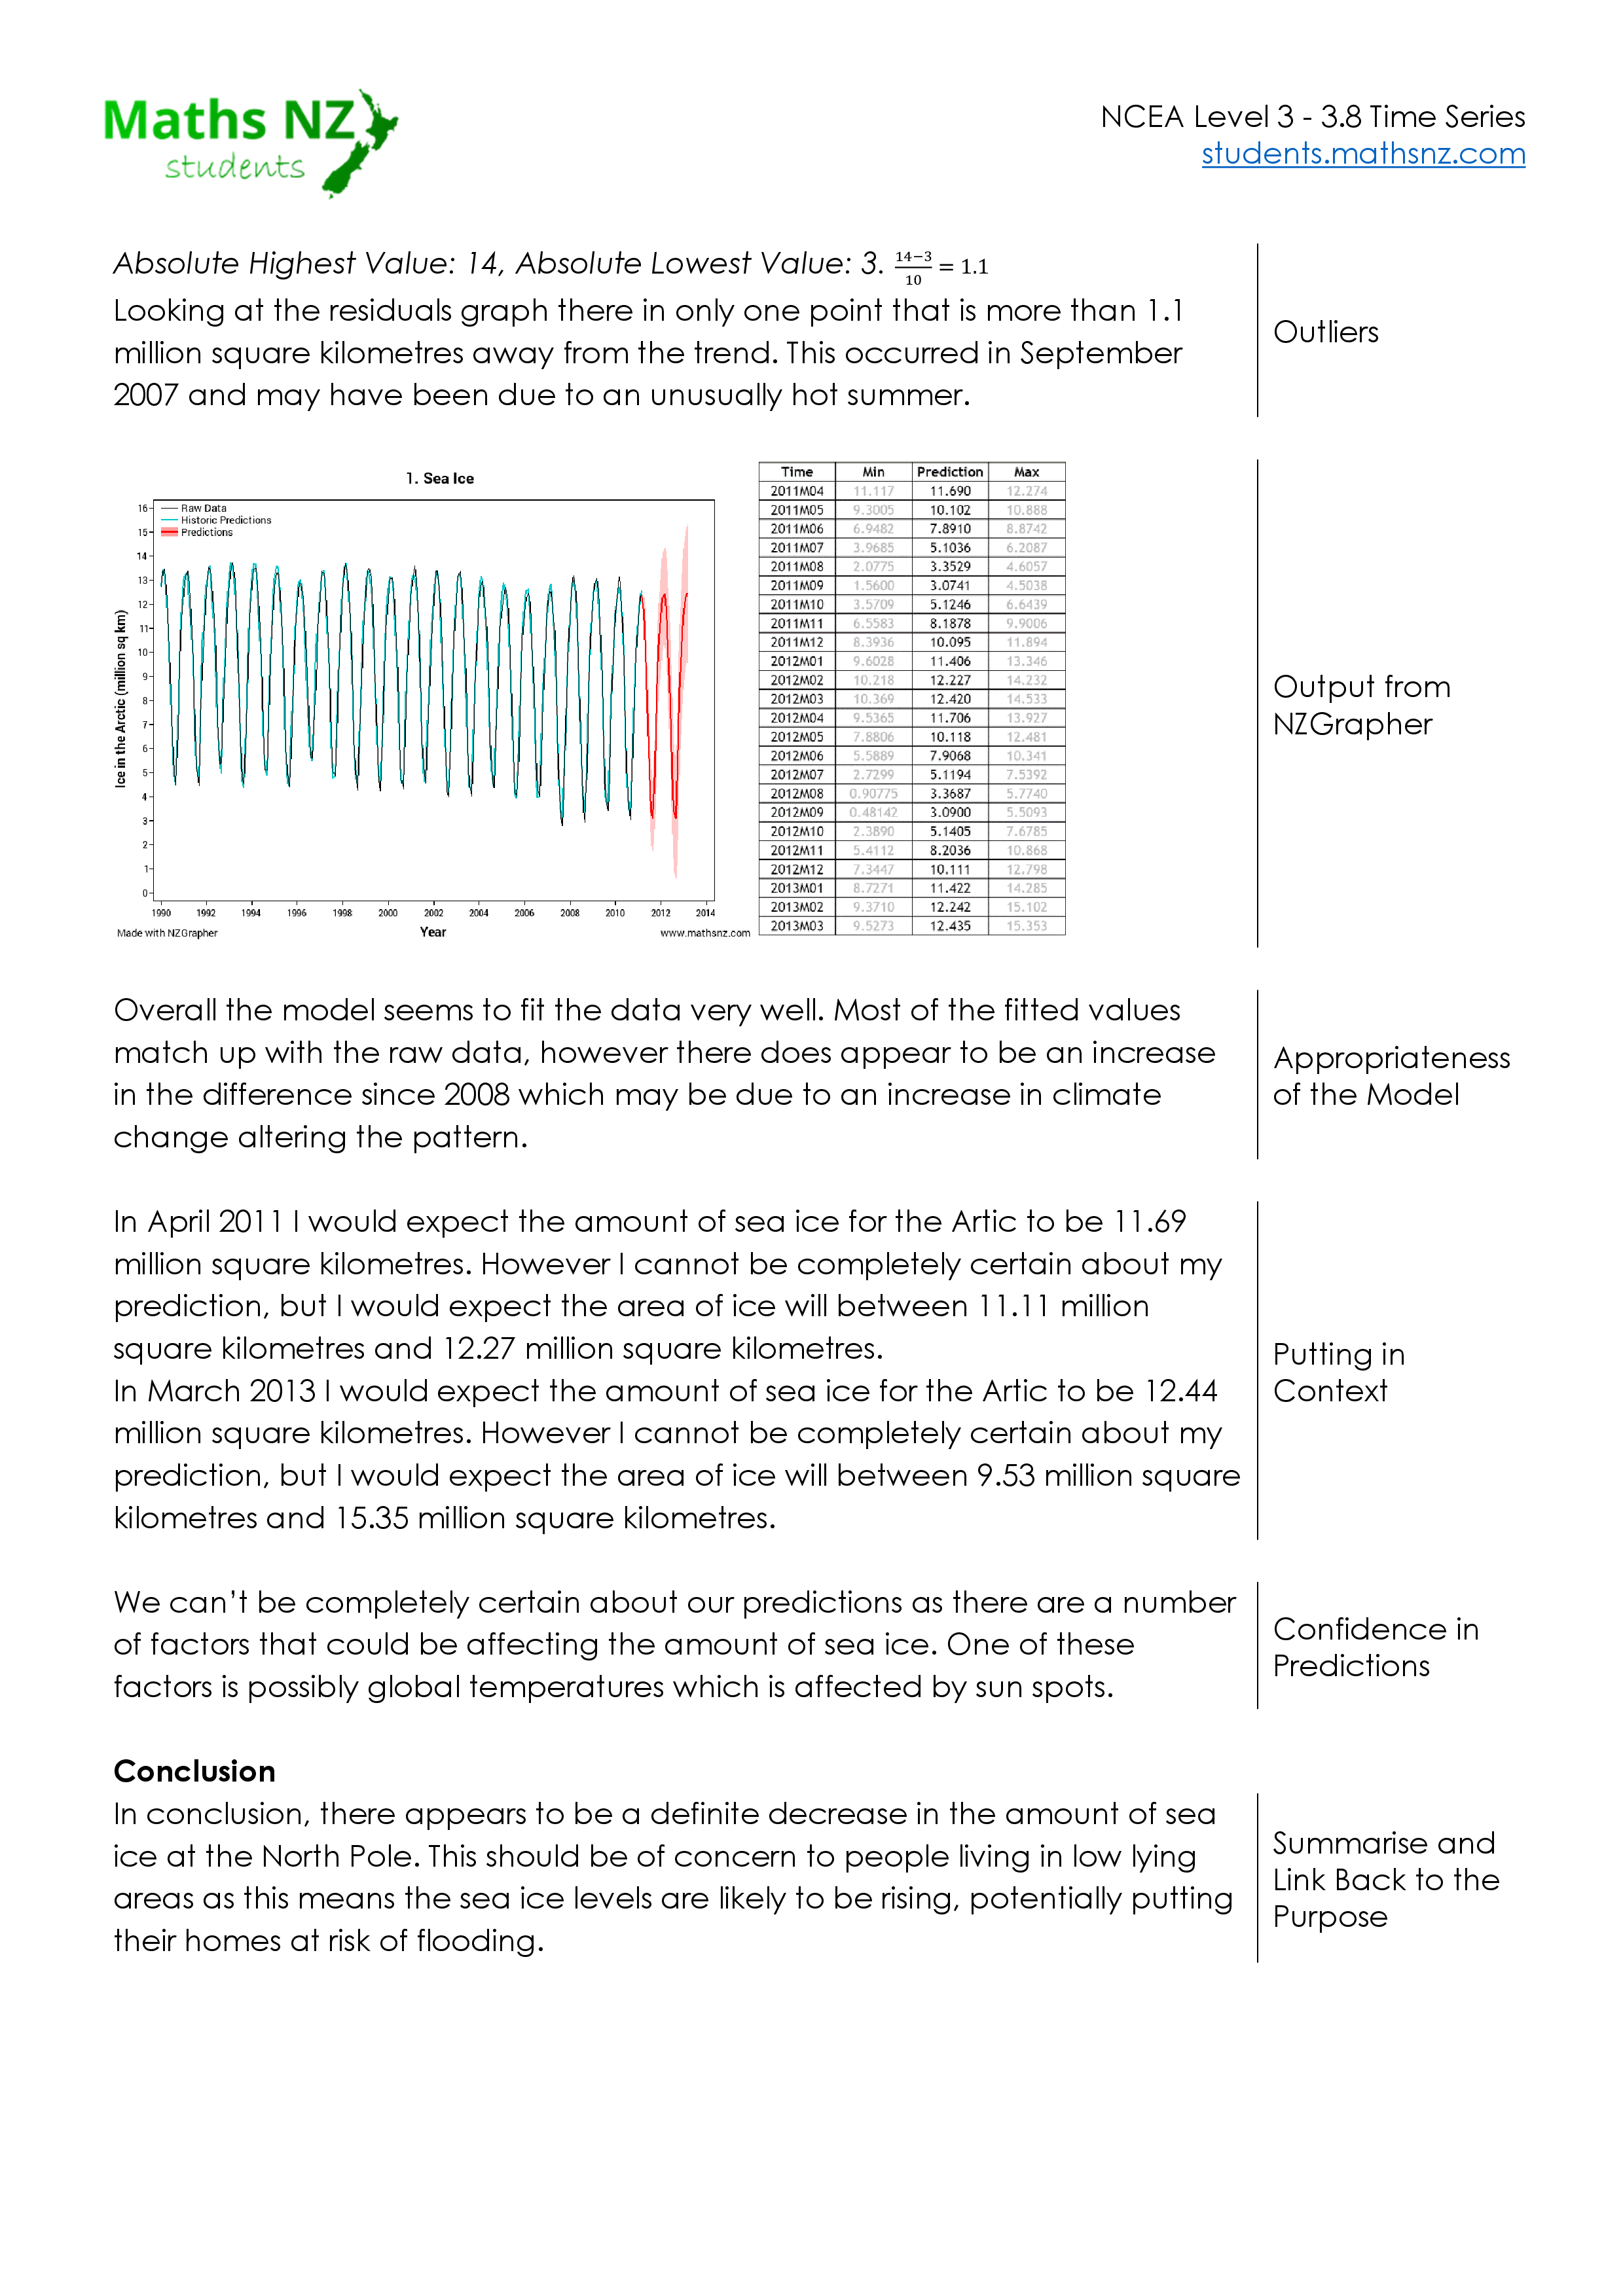 Maths NZ
students
NCEA Level 3 - 3.8 Time Series
students.mathsnz.com
Absolute Highest Value: 14, Absolute Lowest Value: 3. 14−3/10 = 1.1
Looking at the residuals graph there in only one point that is more than 1.1
million square kilometres away from the trend. This occurred in September
2007 and may have been due to an unusually hot summer.
Outliers
1. Sea Ice
Raw Data
Historic Predictions
Predictions
Ice in the Arctic (million sq km)
16
15
14
13
12
11
10
9
8
7
6
5
4
3
2
1
0
1990 1992 1994 1996 1998 2000 2002 2004 2006 2008 2010 2012 2014
Made with NZGrapher Year www.mathsnz.com
Time Min Prediction Max
2011M04 11.117 11.690 12.274
2011M05 9.3005 10.102 10.888
2011M06 6.9482 7.8910 8.8742
2011M07 3.9685 5.1036 6.2087
2011M08 2.0775 3.3529 4.6057
2011M09 1.5600 3.0741 4.5038
2011M10 3.5709 5.1246 6.6439
2011M11 6.5583 8.1878 9.9006
2011M12 8.3936 10.095 11.894
2012M01 9.6028 11.406 13.346
2012M02 10.218 12.227 14.232
2012M03 10.369 12.420 14.533
2012M04 9.5365 11.706 13.927
2012M05 7.8806 10.118 12.481
2012M06 5.5889 7.9068 10.341
2012M07 2.7299 5.1194 7.5392
2012M08 0.90775 3.3687 5.7740
2012M09 0.48142 3.0900 5.5093
2012M10 2.3890 5.1405 7.6785
2012M11 5.4112 8.2036 10.868
2012M12 7.3447 10.111 12.798
2013M01 8.7271 11.422 14.285
2013M02 9.3710 12.242 15.102
2013M03 9.5273 12.435 15.353
Output from
NZGrapher
Overall the model seems to fit the data very well. Most of the fitted values
match up with the raw data, however there does appear to be an increase
in the difference since 2008 which may be due to an increase in climate
change altering the pattern.
Appropriateness
of the Model
In April 2011 I would expect the amount of sea ice for the Artic to be 11.69
million square kilometres. However I cannot be completely certain about my
prediction, but I would expect the area of ice will between 11.11 million
square kilometres and 12.27 million square kilometres.
In March 2013 I would expect the amount of sea ice for the Artic to be 12.44
million square kilometres. However I cannot be completely certain about my
prediction, but I would expect the area of ice will between 9.53 million square
kilometres and 15.35 million square kilometres.
Putting in
Context
We can't be completely certain about our predictions as there are a number
of factors that could be affecting the amount of sea ice. One of these
factors is possibly global temperatures which is affected by sun spots.
Confidence in
Predictions
Conclusion
In conclusion, there appears to be a definite decrease in the amount of sea
ice at the North Pole. This should be of concern to people living in low lying
areas as this means the sea ice levels are likely to be rising, potentially putting
their homes at risk of flooding.
Summarise and
Link Back to the
Purpose